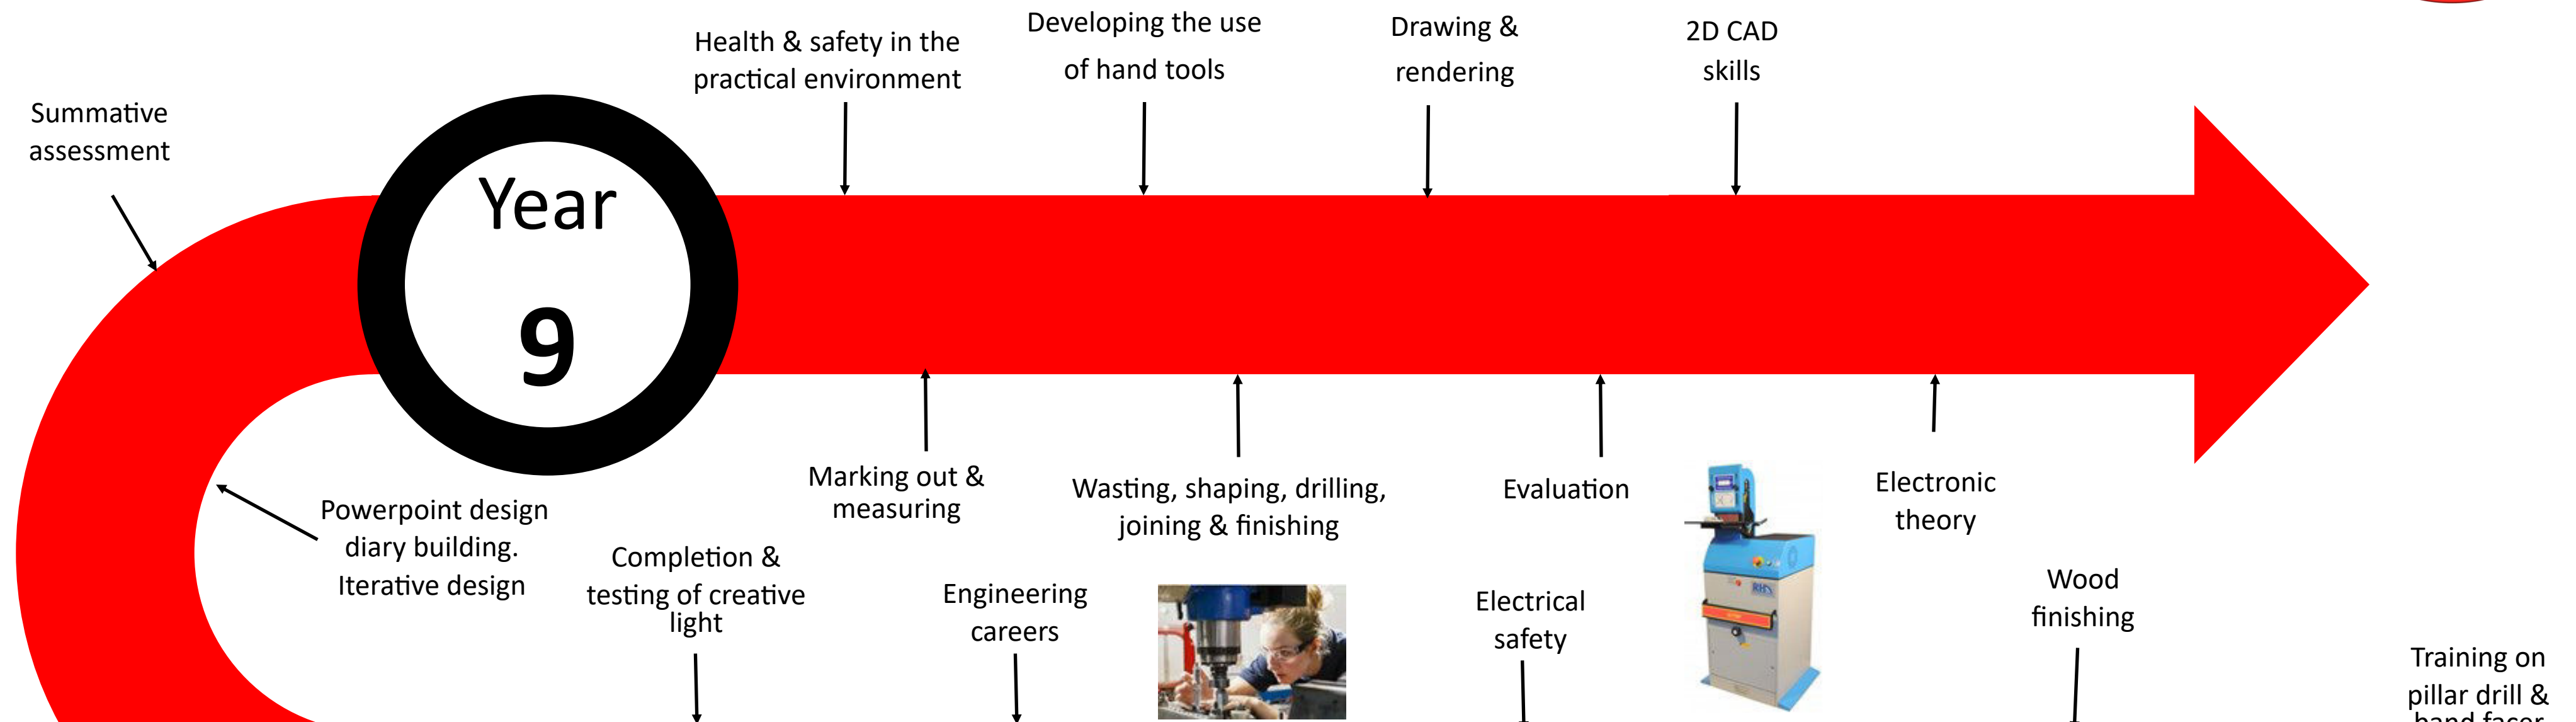 Health & safety in the
practical environment
Developing the use
of hand tools
Drawing &
rendering
2D CAD
skills
Summative
assessment
Year
9
Marking out &
measuring
Wasting, shaping, drilling,
joining & finishing
Evaluation
Electronic
theory
Powerpoint design
diary building.
Iterative design
Completion &
testing of creative
light
Engineering
careers
Electrical
safety
RHS
Wood
finishing
Training on
pillar drill &